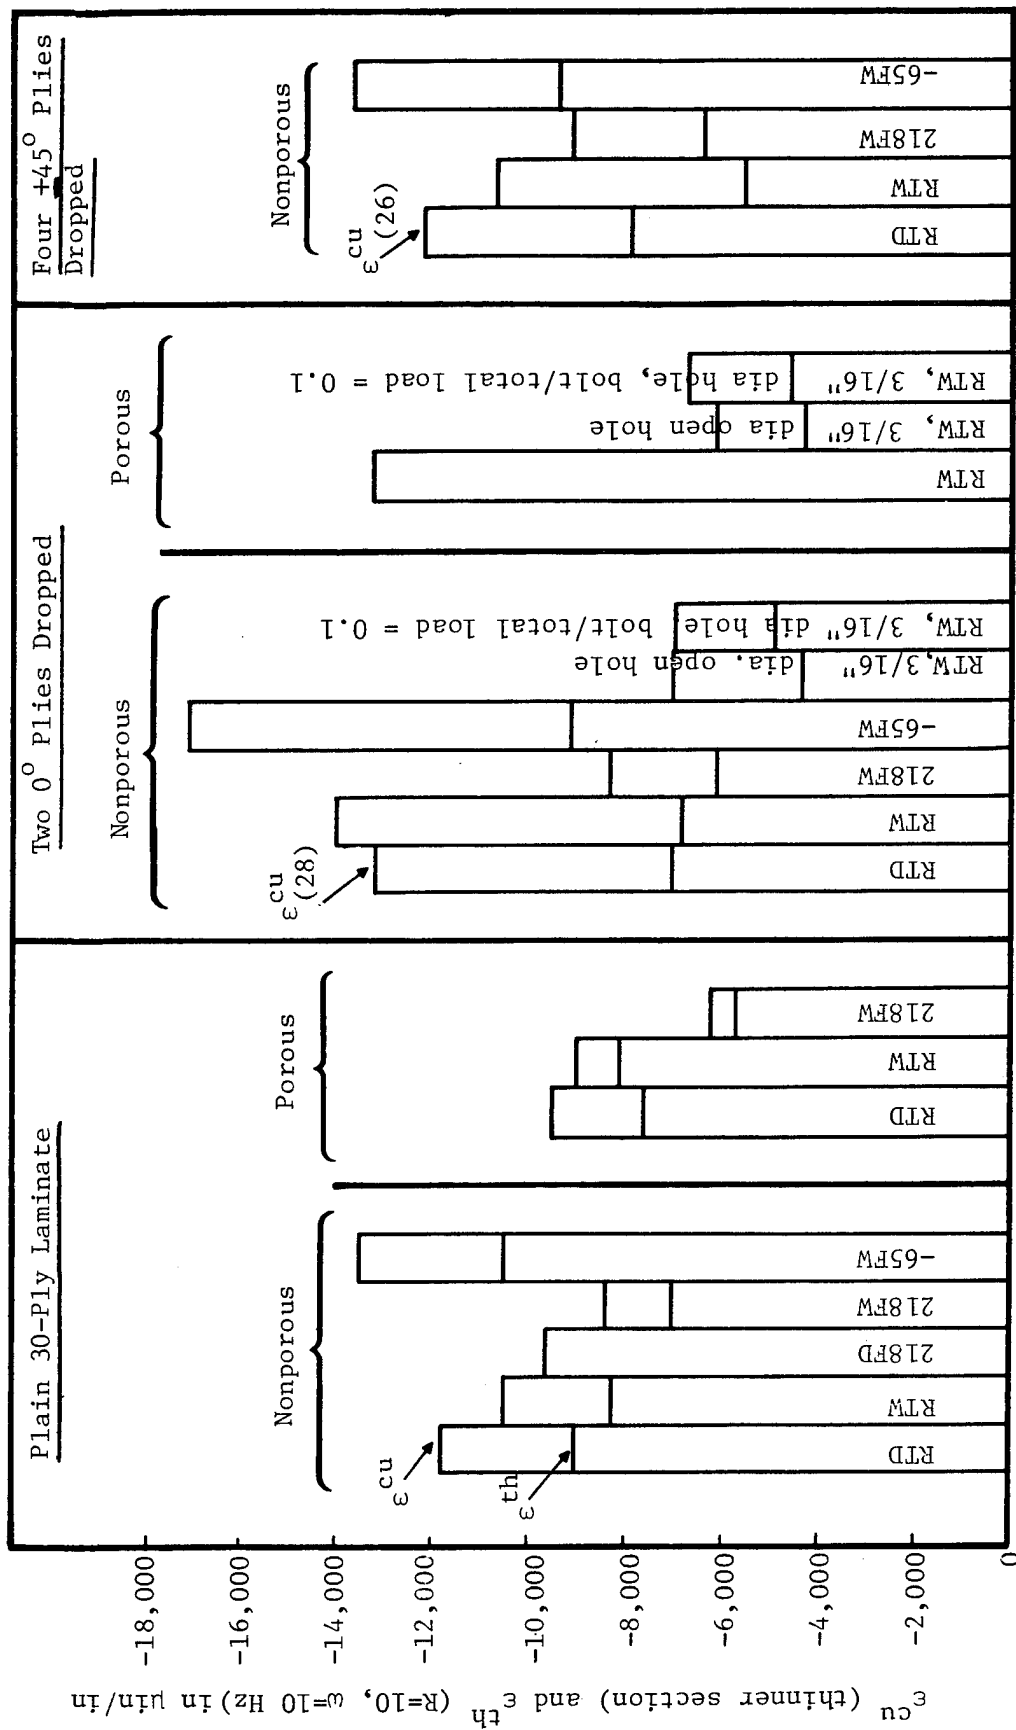 Plain 30-Ply Laminate
Two 0° Plies Dropped
Four +45° Plies
Dropped
Nonporous
Porous
Nonporous
Porous
Nonporous
ε^cu
ε^th
ε^cu
(28)
ε^cu
(26)
RTD
RTW
218FD
218FW
-65FW
RTD
RTW
218FW
RTD
RTW
218FW
-65FW
RTW, 3/16"
dia. open hole
RTW, 3/16" dia hole, bolt/total load = 0.1
RTW
RTW, 3/16"
dia open hole
RTW, 3/16" dia hole, bolt/total load = 0.1
RTD
RTW
218FW
-65FW
-18,000
-16,000
-14,000
-12,000
-10,000
-8,000
-6,000
-4,000
-2,000
0
ε^cu (thinner section) and ε^th (R=10, ω=10 Hz) in μin/in